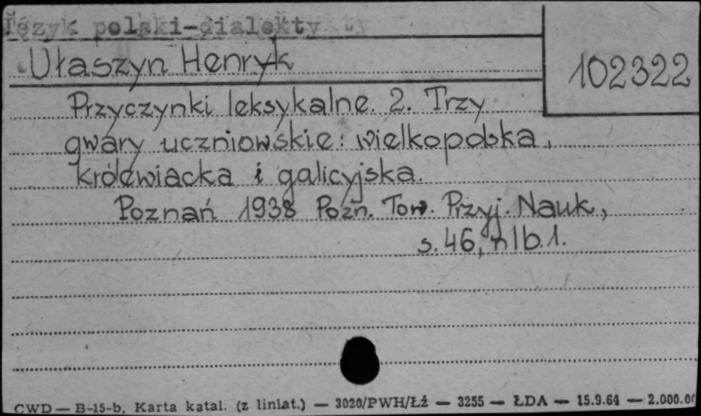 Język polski-dialekty
Ułaszyn Henryk
102322
Przyczynki leksykalne. 2. Trzy
gwary uczniowskie: wielkopolska,
królewiacka i galicyjska.
Poznań 1938 Pozn. Tow. Przyj. Nauk,
s. 46, nlb. 1.
CWD — B-15-b. Karta katal. (z liniat.) — 3020/PWH/Łź — 3255 — ŁDA — 15.9.64 — 2.000.00